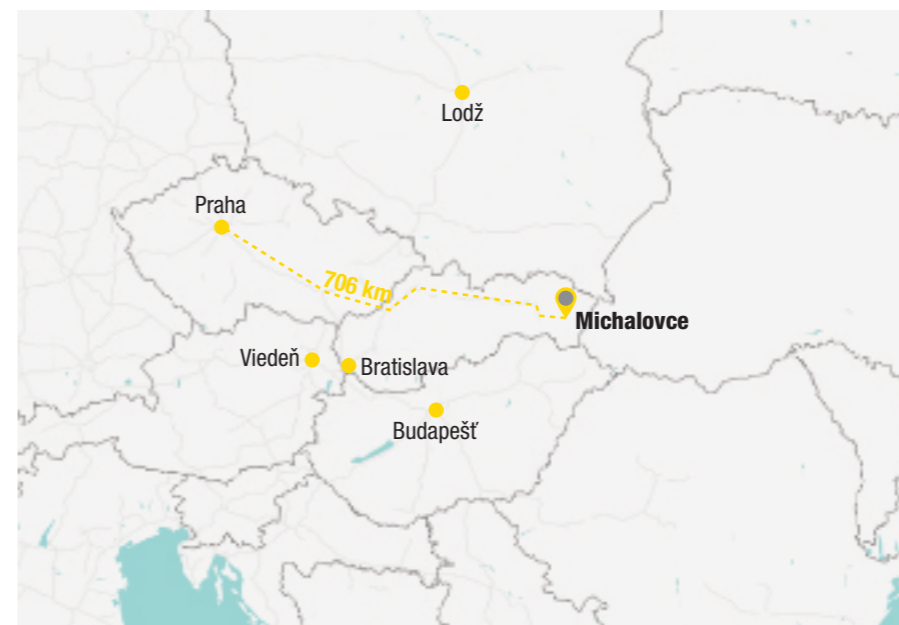 Lodž
Praha
706 km
Michalovce
Viedeň
Bratislava
Budapešť